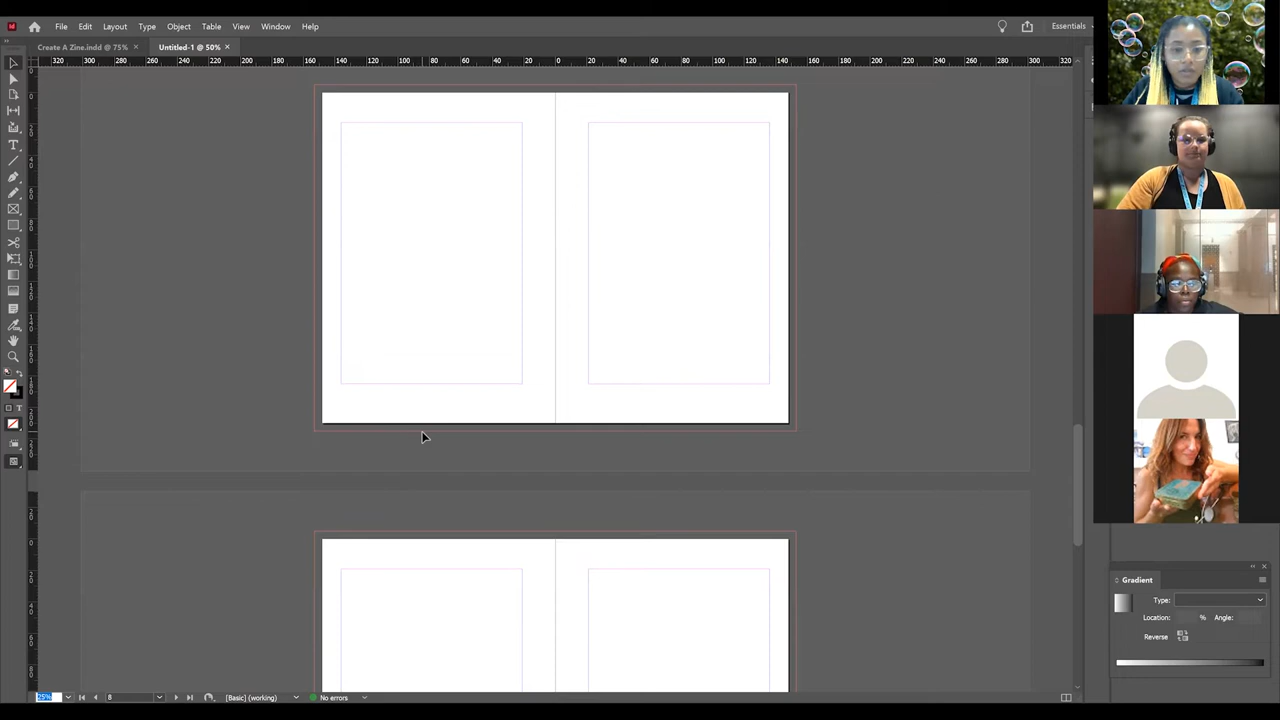 File Edit Layout Type Object Table View Window Help Essentials
Create A Zine.indd @ 75% × Untitled-1 @ 50% ×
320 300 280 260 240 220 200 180 160 140 120 100 80 60 40 20 0 20 40 60 80 100 120 140 160 180 200 220 240 260 280 300 320
Gradient
Type:
Location: % Angle:
Reverse
25% 8 [Basic] (working) No errors